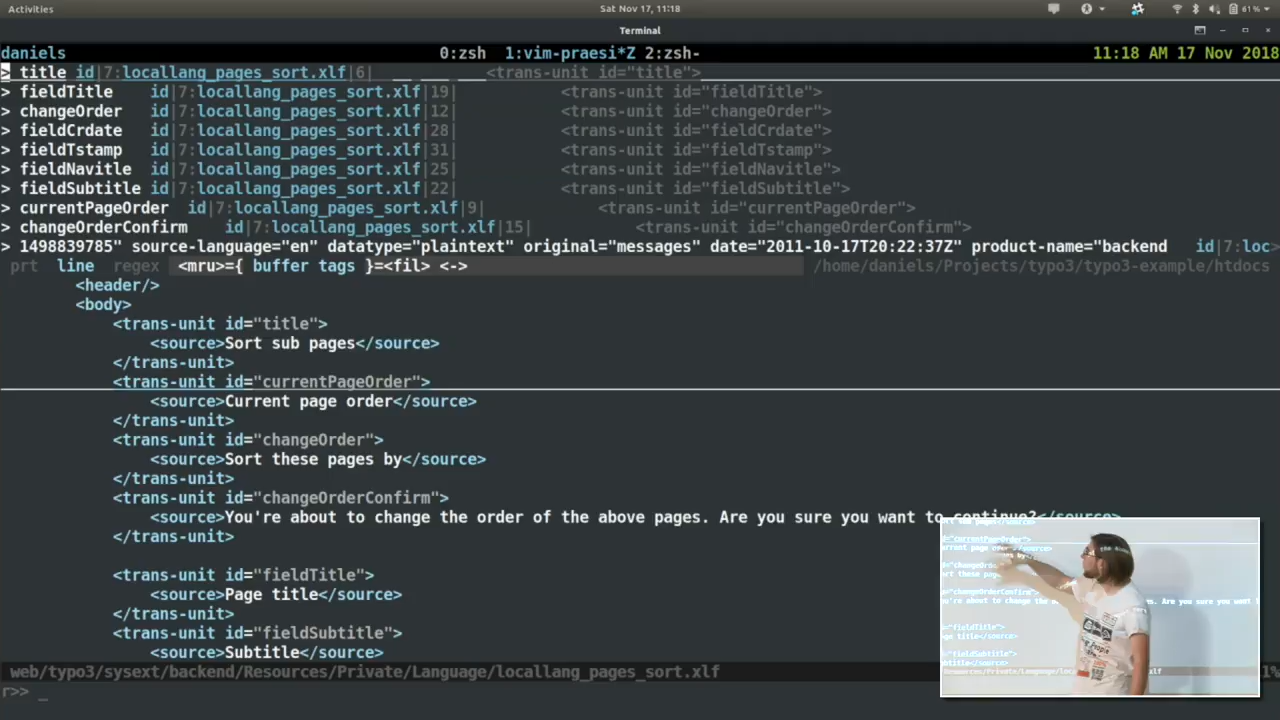 Activities
Sat Nov 17, 11:18
61%
Terminal
daniels 0:zsh 1:vim-praesi*Z 2:zsh- 11:18 AM 17 Nov 2018
> title id|7:locallang_pages_sort.xlf|6| <trans-unit id="title">
> fieldTitle id|7:locallang_pages_sort.xlf|19| <trans-unit id="fieldTitle">
> changeOrder id|7:locallang_pages_sort.xlf|12| <trans-unit id="changeOrder">
> fieldCrdate id|7:locallang_pages_sort.xlf|28| <trans-unit id="fieldCrdate">
> fieldTstamp id|7:locallang_pages_sort.xlf|31| <trans-unit id="fieldTstamp">
> fieldNavitle id|7:locallang_pages_sort.xlf|25| <trans-unit id="fieldNavitle">
> fieldSubtitle id|7:locallang_pages_sort.xlf|22| <trans-unit id="fieldSubtitle">
> currentPageOrder id|7:locallang_pages_sort.xlf|9| <trans-unit id="currentPageOrder">
> changeOrderConfirm id|7:locallang_pages_sort.xlf|15| <trans-unit id="changeOrderConfirm">
> 1498839785" source-language="en" datatype="plaintext" original="messages" date="2011-10-17T20:22:37Z" product-name="backend id|7:loc>
prt line regex <mru>={ buffer tags }=<fil> <-> /home/daniels/Projects/typo3/typo3-example/htdocs
<header/>
<body>
<trans-unit id="title">
<source>Sort sub pages</source>
</trans-unit>
<trans-unit id="currentPageOrder">
<source>Current page order</source>
</trans-unit>
<trans-unit id="changeOrder">
<source>Sort these pages by</source>
</trans-unit>
<trans-unit id="changeOrderConfirm">
<source>You're about to change the order of the above pages. Are you sure you want to continue?</source>
</trans-unit>
<trans-unit id="fieldTitle">
<source>Page title</source>
</trans-unit>
<trans-unit id="fieldSubtitle">
<source>Subtitle</source>
web/typo3/sysext/backend/Resources/Private/Language/locallang_pages_sort.xlf
r>> _